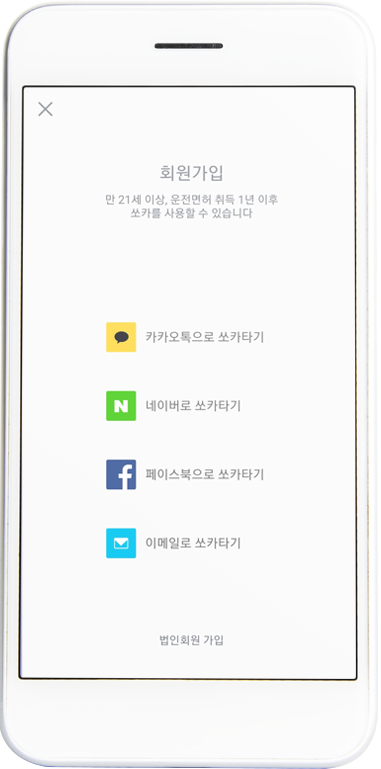 회원가입
만 21세 이상, 운전면허 취득 1년 이후
쏘카를 사용할 수 있습니다
카카오톡으로 쏘카타기
N
네이버로 쏘카타기
f
페이스북으로 쏘카타기
이메일로 쏘카타기
법인회원 가입